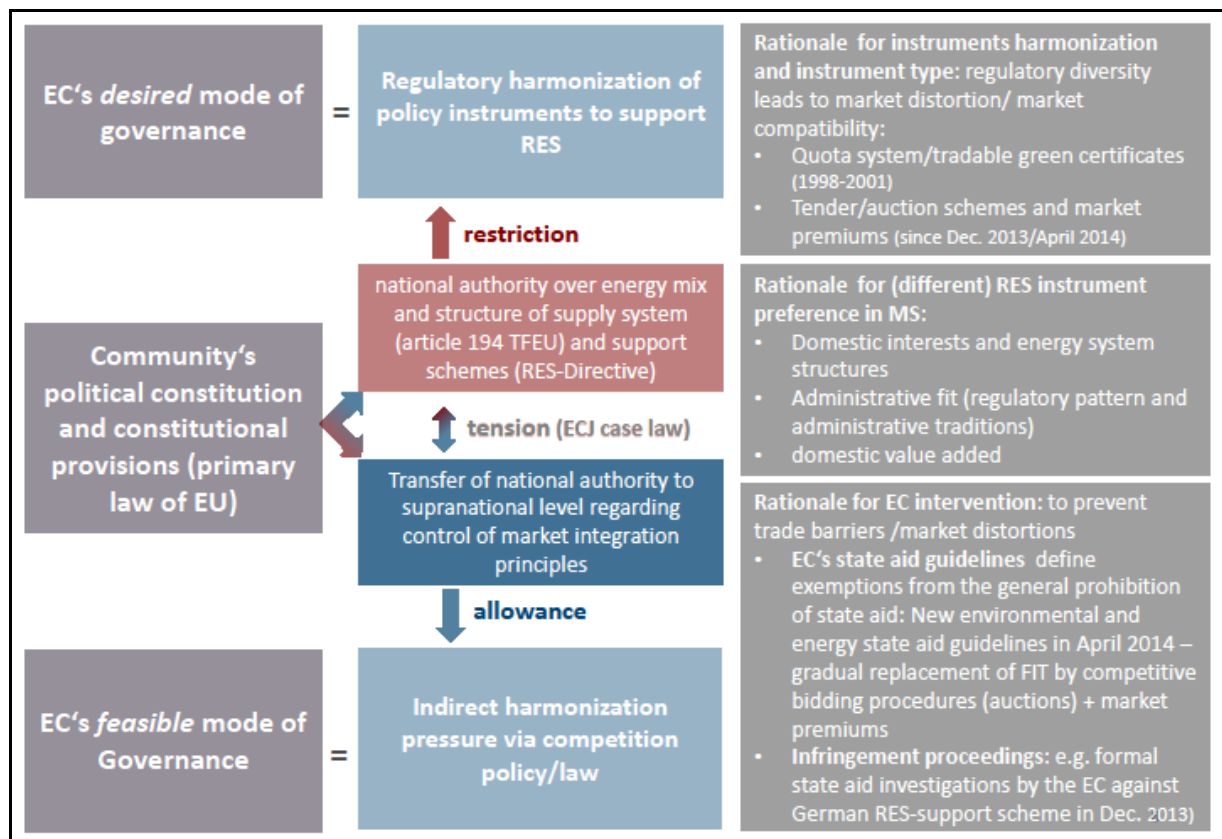 EC‘s desired mode of
governance
=
Regulatory harmonization of
policy instruments to support
RES
Rationale for instruments harmonization
and instrument type: regulatory diversity
leads to market distortion/ market
compatibility:
• Quota system/tradable green certificates
(1998-2001)
• Tender/auction schemes and market
premiums (since Dec. 2013/April 2014)
restriction
Community‘s
political constitution
and constitutional
provisions (primary
law of EU)
national authority over energy mix
and structure of supply system
(article 194 TFEU) and support
schemes (RES-Directive)
tension (ECJ case law)
Transfer of national authority to
supranational level regarding
control of market integration
principles
Rationale for (different) RES instrument
preference in MS:
• Domestic interests and energy system
structures
• Administrative fit (regulatory pattern and
administrative traditions)
• domestic value added
allowance
EC‘s feasible mode of
Governance
=
Indirect harmonization
pressure via competition
policy/law
Rationale for EC intervention: to prevent
trade barriers /market distortions
• EC‘s state aid guidelines define
exemptions from the general prohibition
of state aid: New environmental and
energy state aid guidelines in April 2014 –
gradual replacement of FIT by competitive
bidding procedures (auctions) + market
premiums
• Infringement proceedings: e.g. formal
state aid investigations by the EC against
German RES-support scheme in Dec. 2013)